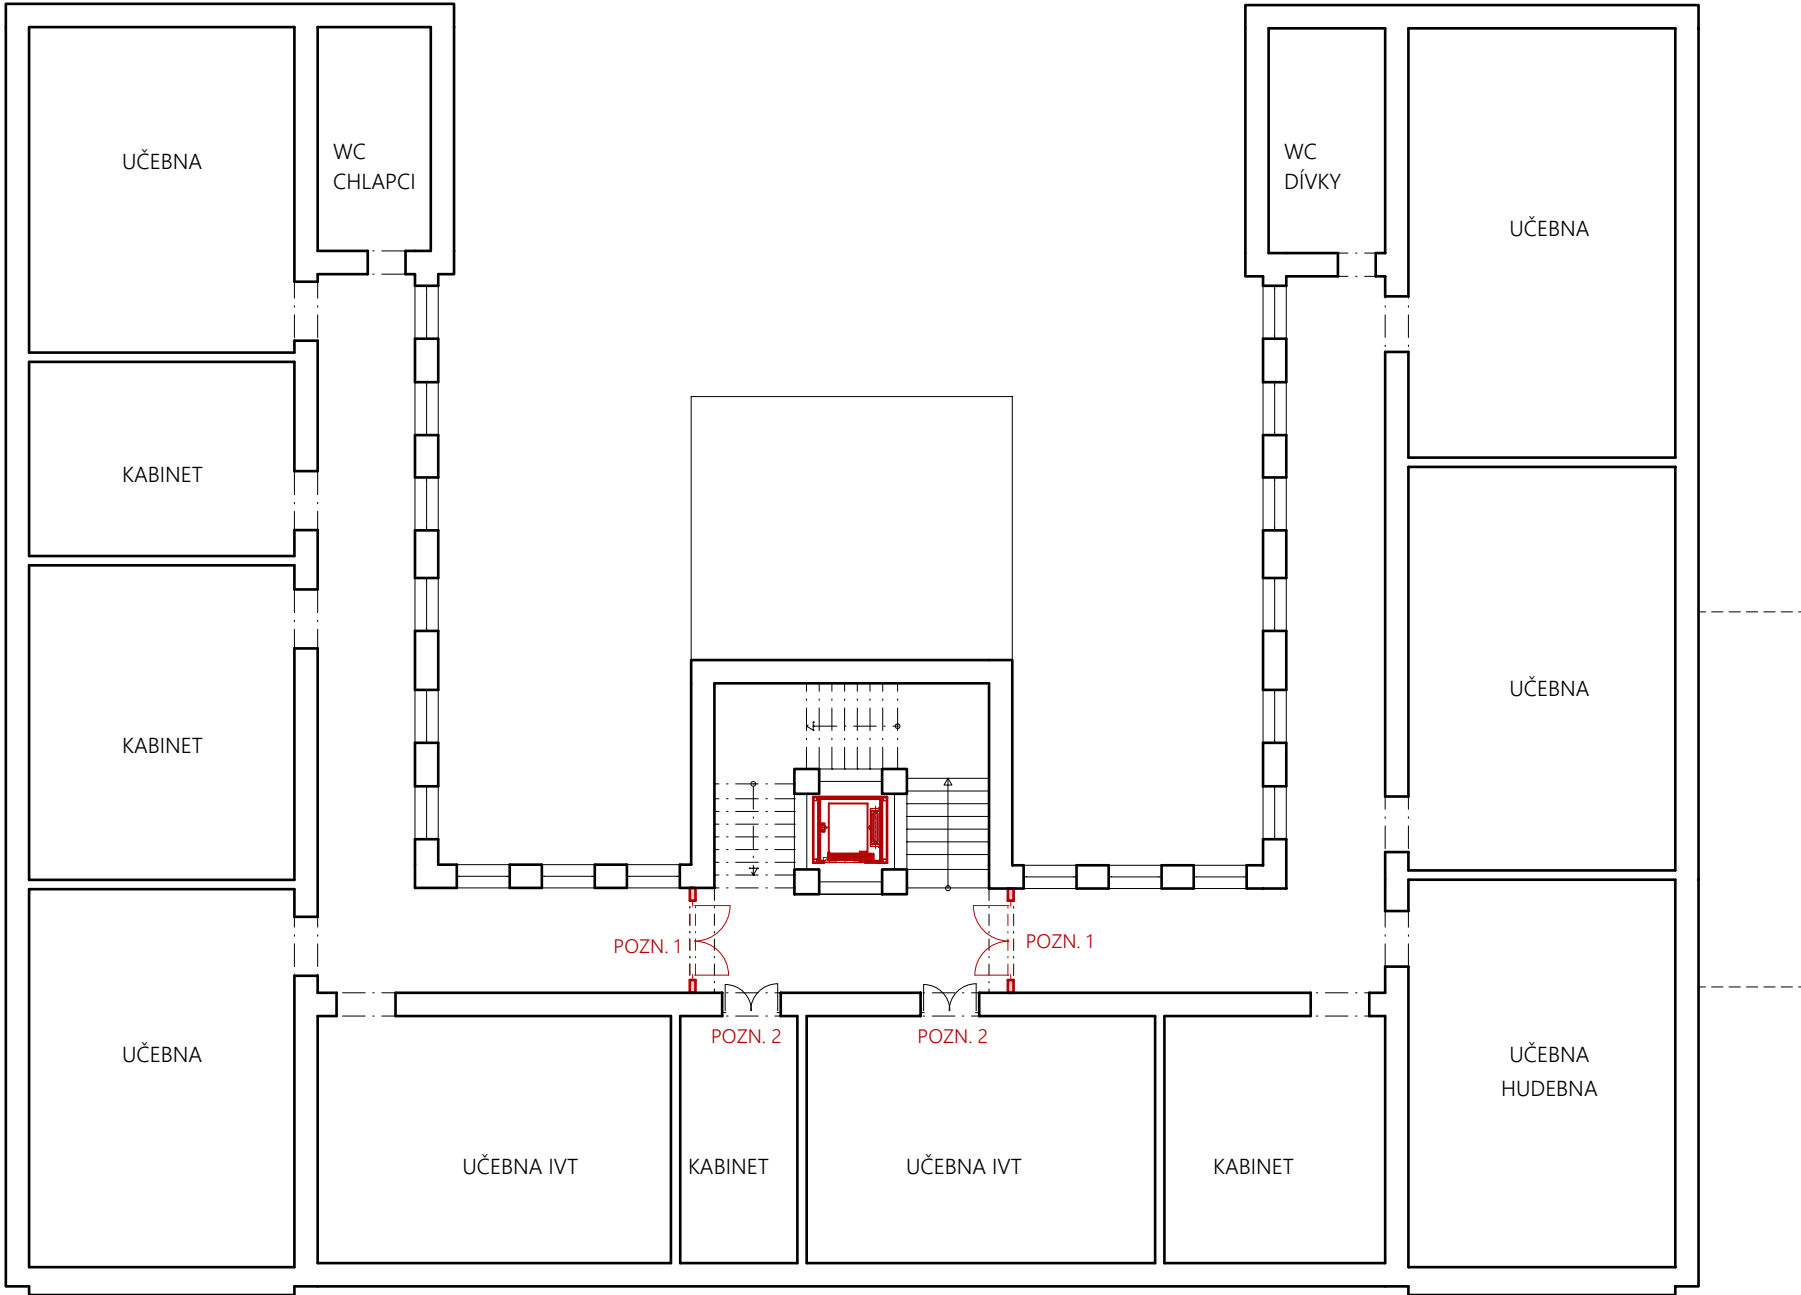 WC
CHLAPCI
WC
DÍVKY
UČEBNA
UČEBNA
KABINET
UČEBNA
KABINET
POZN. 1
POZN. 1
POZN. 2
POZN. 2
UČEBNA
UČEBNA
HUDEBNA
UČEBNA IVT
KABINET
UČEBNA IVT
KABINET